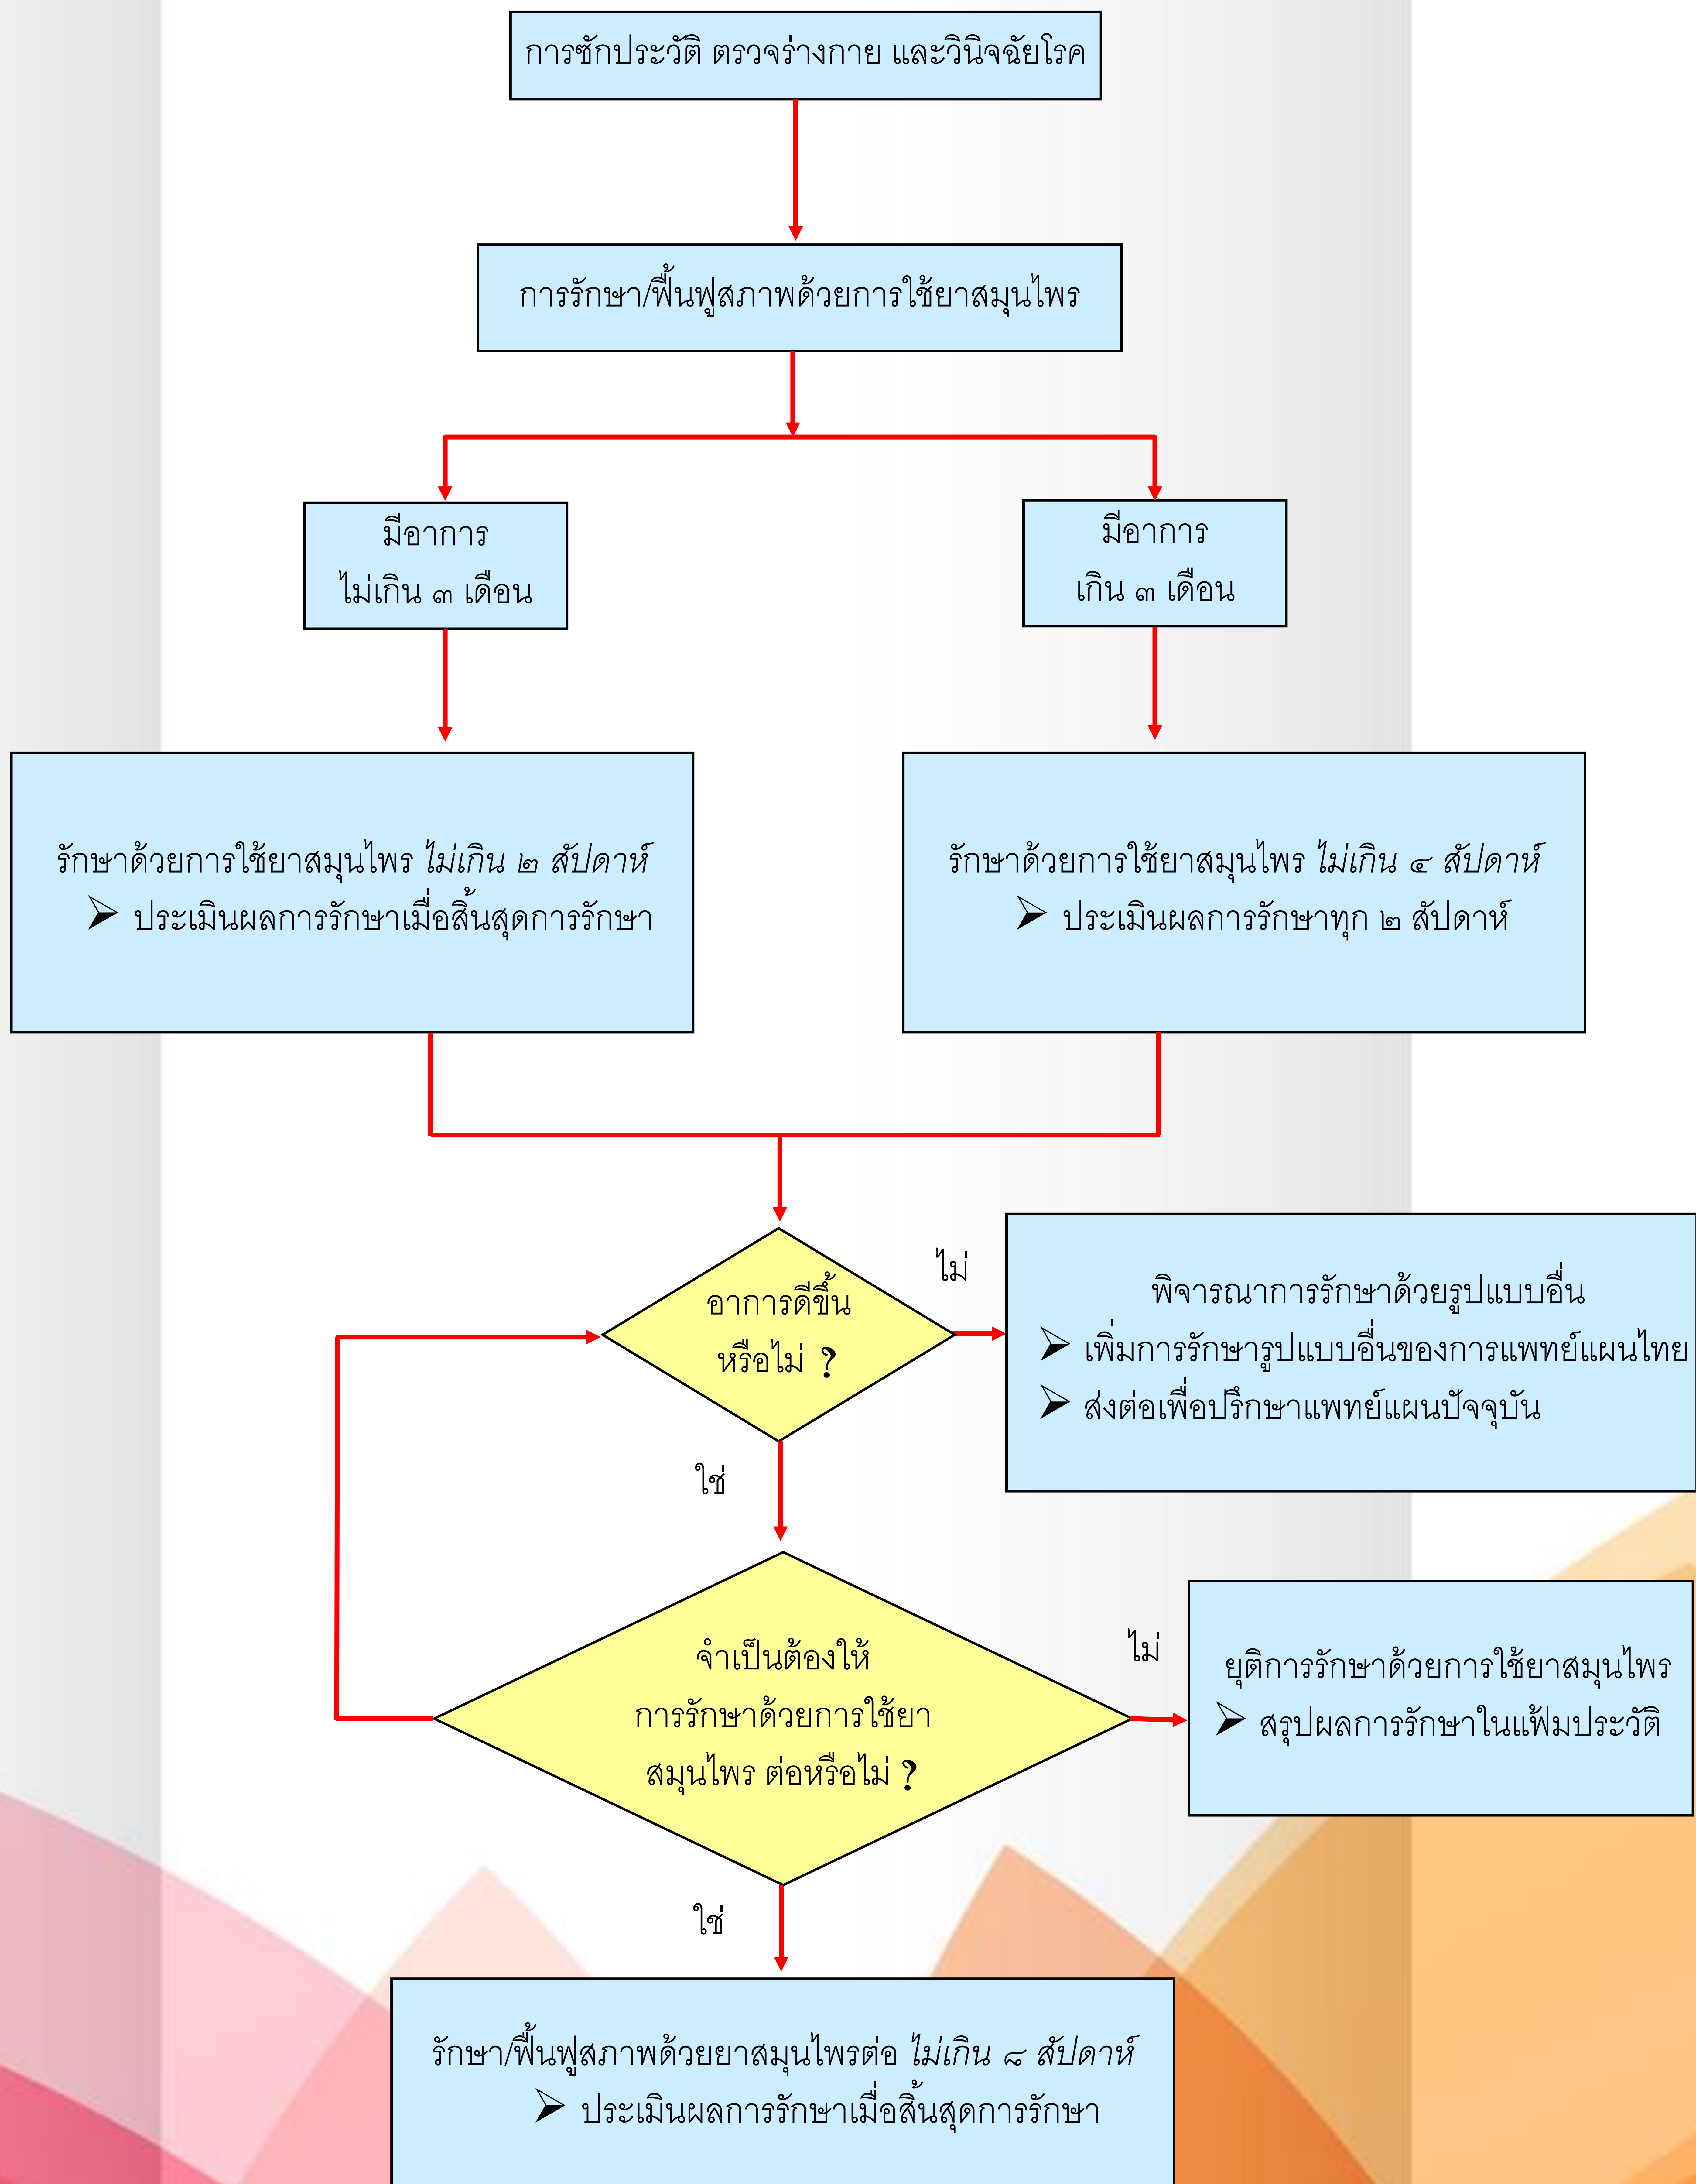 การซักประวัติ ตรวจร่างกาย และวินิจฉัยโรค
การรักษา/ฟื้นฟูสภาพด้วยการใช้ยาสมุนไพร
มีอาการ
ไม่เกิน ๓ เดือน
มีอาการ
เกิน ๓ เดือน
รักษาด้วยการใช้ยาสมุนไพร ไม่เกิน ๒ สัปดาห์
➢ ประเมินผลการรักษาเมื่อสิ้นสุดการรักษา
รักษาด้วยการใช้ยาสมุนไพร ไม่เกิน ๔ สัปดาห์
➢ ประเมินผลการรักษาทุก ๒ สัปดาห์
อาการดีขึ้น
หรือไม่ ?
ไม่
พิจารณาการรักษาด้วยรูปแบบอื่น
➢ เพิ่มการรักษารูปแบบอื่นของการแพทย์แผนไทย
➢ ส่งต่อเพื่อปรึกษาแพทย์แผนปัจจุบัน
ใช่
จำเป็นต้องให้
การรักษาด้วยการใช้ยา
สมุนไพร ต่อหรือไม่ ?
ไม่
ยุติการรักษาด้วยการใช้ยาสมุนไพร
➢ สรุปผลการรักษาในแฟ้มประวัติ
ใช่
รักษา/ฟื้นฟูสภาพด้วยยาสมุนไพรต่อ ไม่เกิน ๘ สัปดาห์
➢ ประเมินผลการรักษาเมื่อสิ้นสุดการรักษา